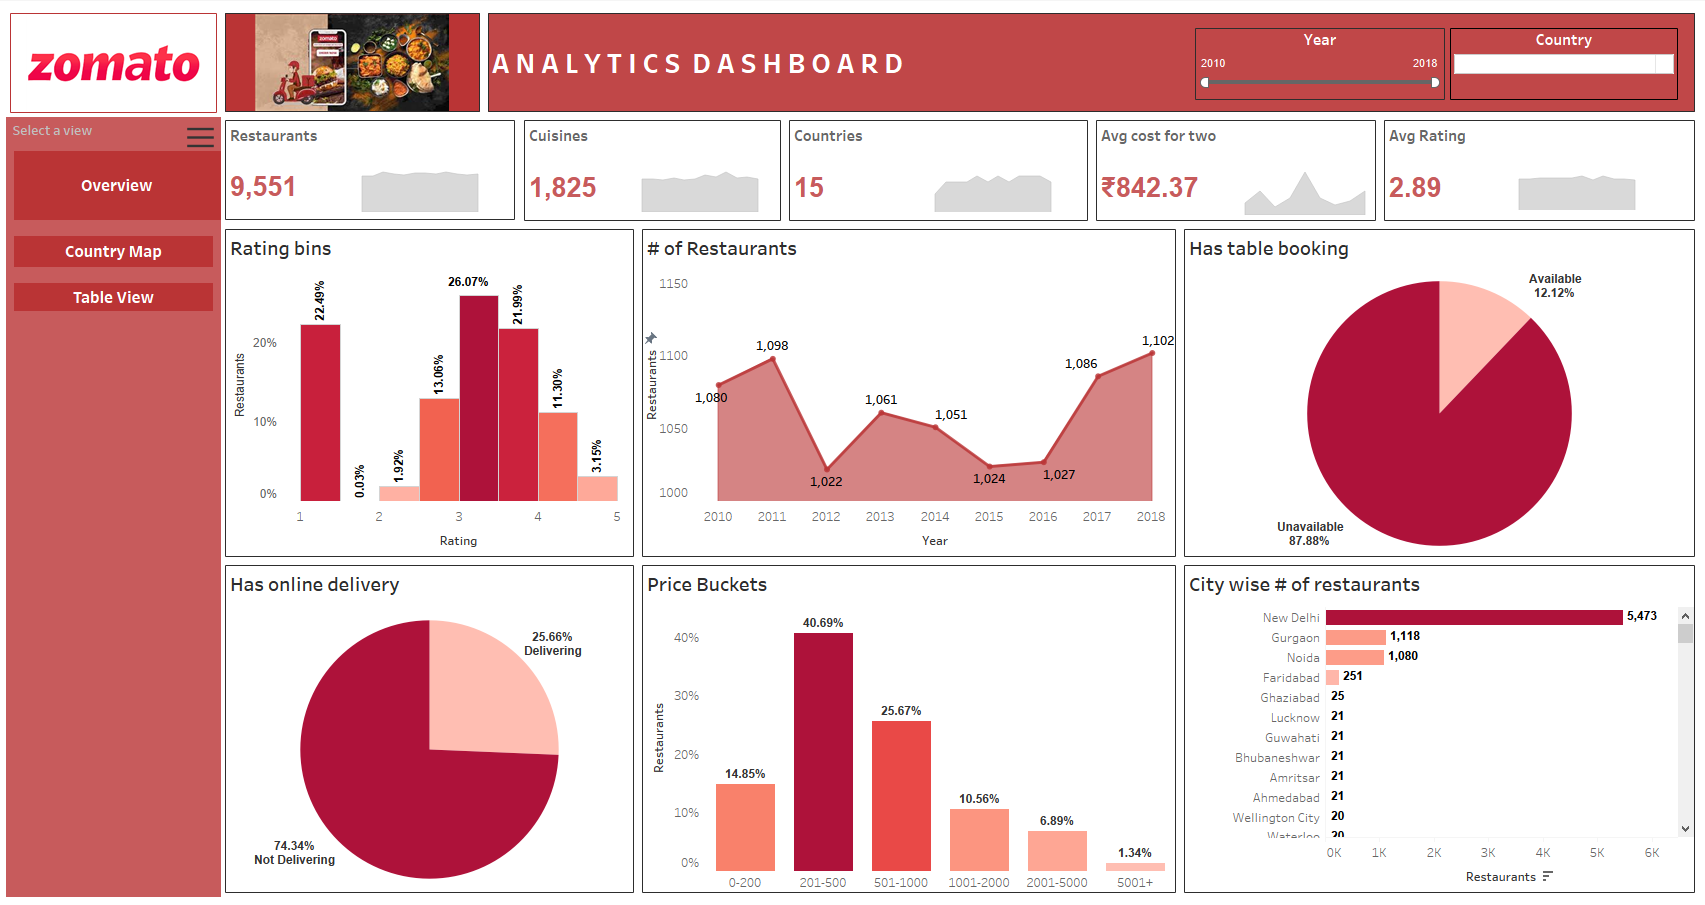 zomato
zomato
ANALYTICS DASHBOARD
Year
2010
2018
Country
Select a view
Overview
Country Map
Table View
Restaurants
9,551
Cuisines
1,825
Countries
15
Avg cost for two
₹842.37
Avg Rating
2.89
Rating bins
Restaurants
20%
10%
0%
22.49%
0.03%
1.92%
13.06%
26.07%
21.99%
11.30%
3.15%
1
2
3
4
5
Rating
# of Restaurants
Restaurants
1150
1100
1050
1000
1,080
1,098
1,022
1,061
1,051
1,024
1,027
1,086
1,102
2010
2011
2012
2013
2014
2015
2016
2017
2018
Year
Has table booking
Available
12.12%
Unavailable
87.88%
Has online delivery
25.66%
Delivering
74.34%
Not Delivering
Price Buckets
Restaurants
40%
30%
20%
10%
0%
14.85%
40.69%
25.67%
10.56%
6.89%
1.34%
0-200
201-500
501-1000
1001-2000
2001-5000
5001+
City wise # of restaurants
New Delhi 5,473
Gurgaon 1,118
Noida 1,080
Faridabad 251
Ghaziabad 25
Lucknow 21
Guwahati 21
Bhubaneshwar 21
Amritsar 21
Ahmedabad 21
Wellington City 20
Waterloo 20
0K
1K
2K
3K
4K
5K
6K
Restaurants